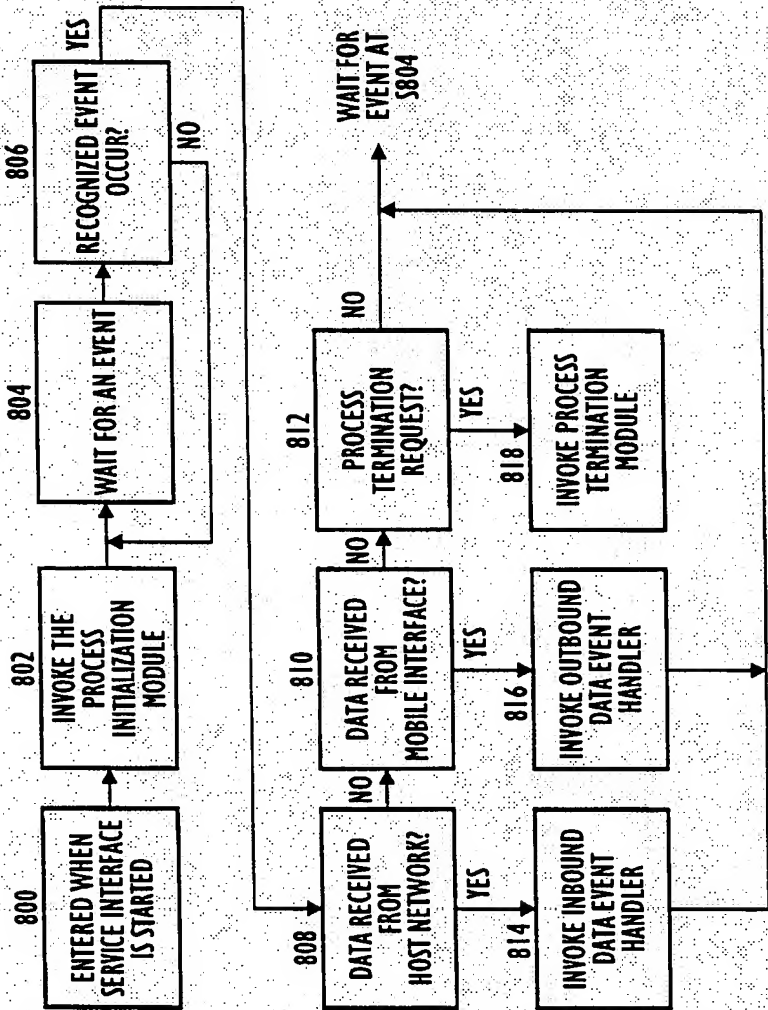 800
ENTERED WHEN
SERVICE INTERFACE
IS STARTED
802
INVOKE THE
PROCESS
INITIALIZATION
MODULE
804
WAIT FOR AN EVENT
806
RECOGNIZED EVENT
OCCUR?
YES
NO
808
DATA RECEIVED
FROM
HOST NETWORK?
NO
YES
810
DATA RECEIVED
FROM
MOBILE INTERFACE?
NO
YES
812
PROCESS
TERMINATION
REQUEST?
NO
YES
WAIT FOR
EVENT AT
S804
814
INVOKE INBOUND
DATA EVENT
HANDLER
816
INVOKE OUTBOUND
DATA EVENT
HANDLER
818
INVOKE PROCESS
TERMINATION
MODULE